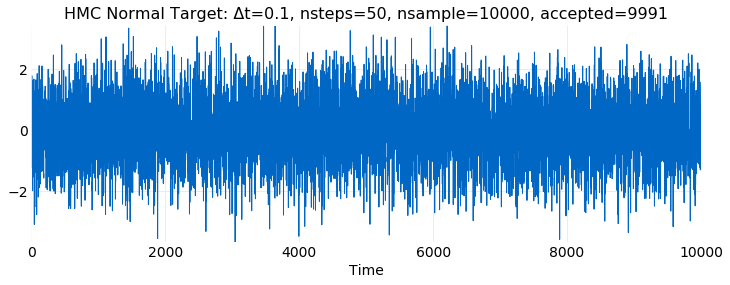 HMC Normal Target: Δt=0.1, nsteps=50, nsample=10000, accepted=9991
2
0
−2
0 2000 4000 6000 8000 10000
Time